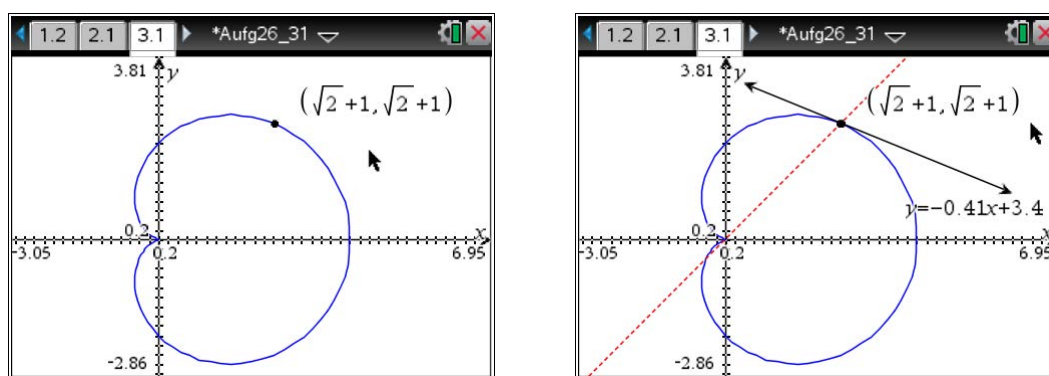 1.2 2.1 3.1 *Aufg26_31
3.81 y
(√2+1,√2+1)
0.2
x
-3.05 0.2 6.95
-2.86
1.2 2.1 3.1 *Aufg26_31
3.81 y
(√2+1,√2+1)
y=-0.41x+3.4
0.2
x
-3.05 0.2 6.95
-2.86